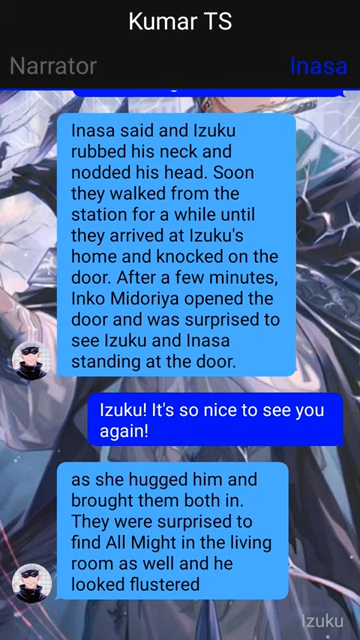 Kumar TS
Narrator
Inasa
Inasa said and Izuku
rubbed his neck and
nodded his head. Soon
they walked from the
station for a while until
they arrived at Izuku's
home and knocked on the
door. After a few minutes,
Inko Midoriya opened the
door and was surprised to
see Izuku and Inasa
standing at the door.
Izuku! It's so nice to see you
again!
as she hugged him and
brought them both in.
They were surprised to
find All Might in the living
room as well and he
looked flustered
Izuku